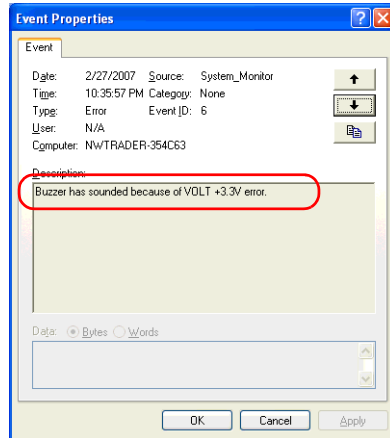 Event Properties
Event
Date: 2/27/2007 Source: System_Monitor
Time: 10:35:57 PM Category: None
Type: Error Event ID: 6
User: N/A
Computer: NWTRADER-354C63
Description:
Buzzer has sounded because of VOLT +3.3V error.
Data: Bytes Words
OK Cancel Apply